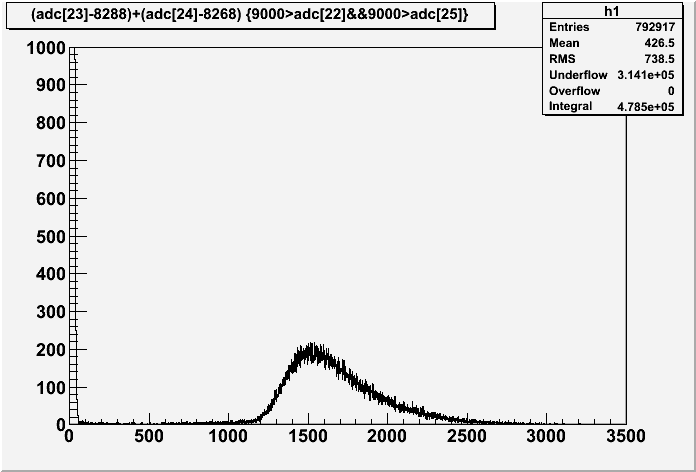 (adc[23]-8288)+(adc[24]-8268) {9000>adc[22]&&9000>adc[25]}
h1
Entries 792917
Mean 426.5
RMS 738.5
Underflow 3.141e+05
Overflow 0
Integral 4.785e+05
1000
900
800
700
600
500
400
300
200
100
0
0 500 1000 1500 2000 2500 3000 3500